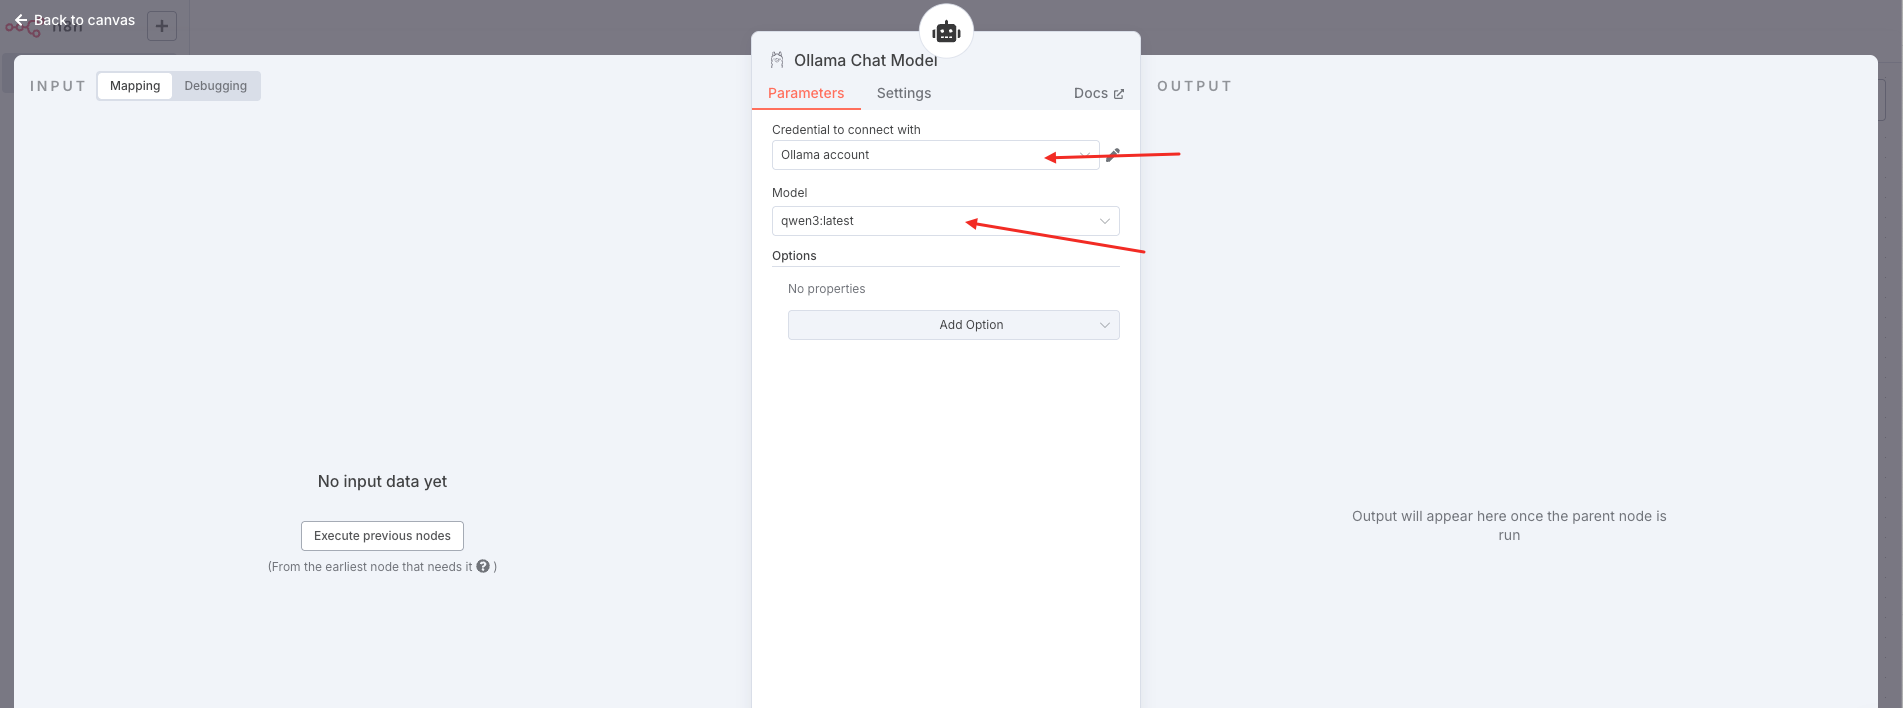 Back to canvas
n8n
INPUT
Mapping
Debugging
Ollama Chat Model
Parameters
Settings
Docs
Credential to connect with
Ollama account
Model
qwen3:latest
Options
No properties
Add Option
No input data yet
Execute previous nodes
(From the earliest node that needs it ? )
OUTPUT
Output will appear here once the parent node is
run